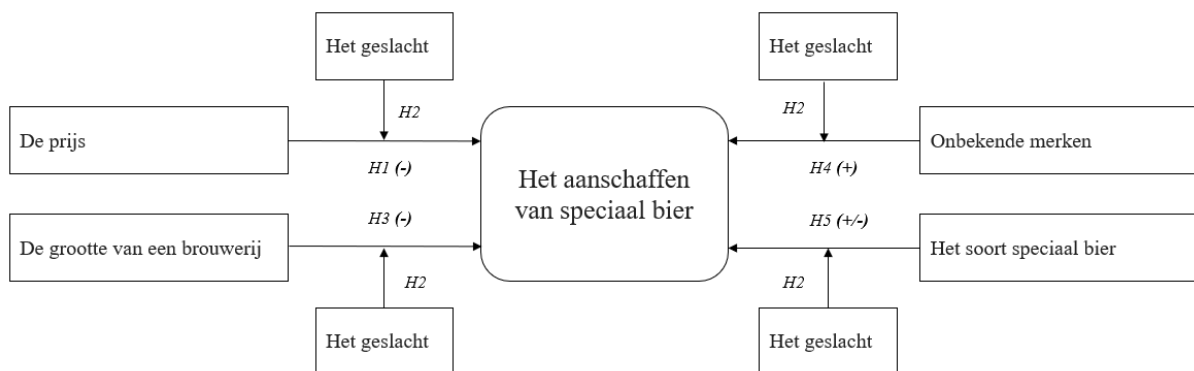 Het geslacht
Het geslacht
H2
H2
De prijs
Onbekende merken
H1 (-)
H4 (+)
Het aanschaffen
van speciaal bier
H3 (-)
H5 (+/-)
De grootte van een brouwerij
Het soort speciaal bier
H2
H2
Het geslacht
Het geslacht